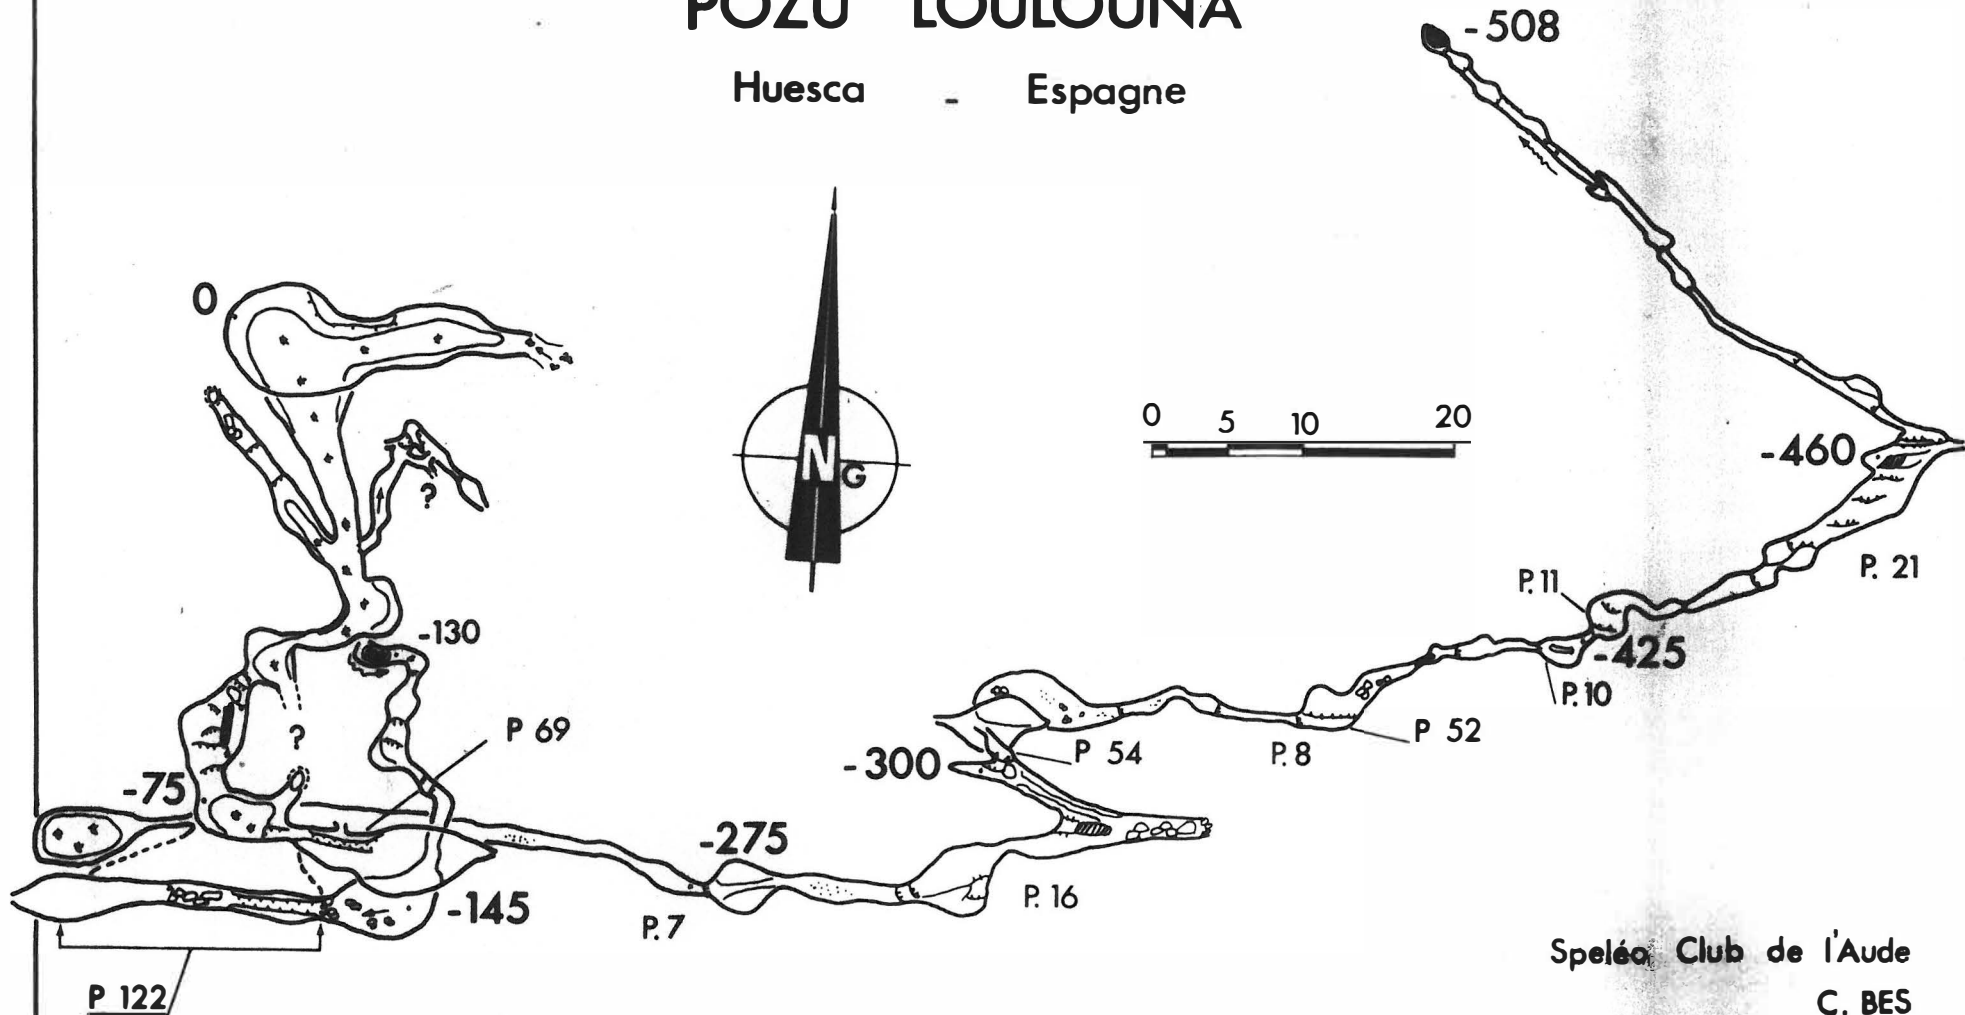 POZU LOULOUNA
Huesca - Espagne
-508
0
0 5 10 20
N
G
-460
?
P. 21
P.11
-130
-425
P.10
?
P 69
P 52
P 54
P.8
-300
-75
-275
P. 16
-145
P.7
Speléo Club de l'Aude
P 122
C. BES